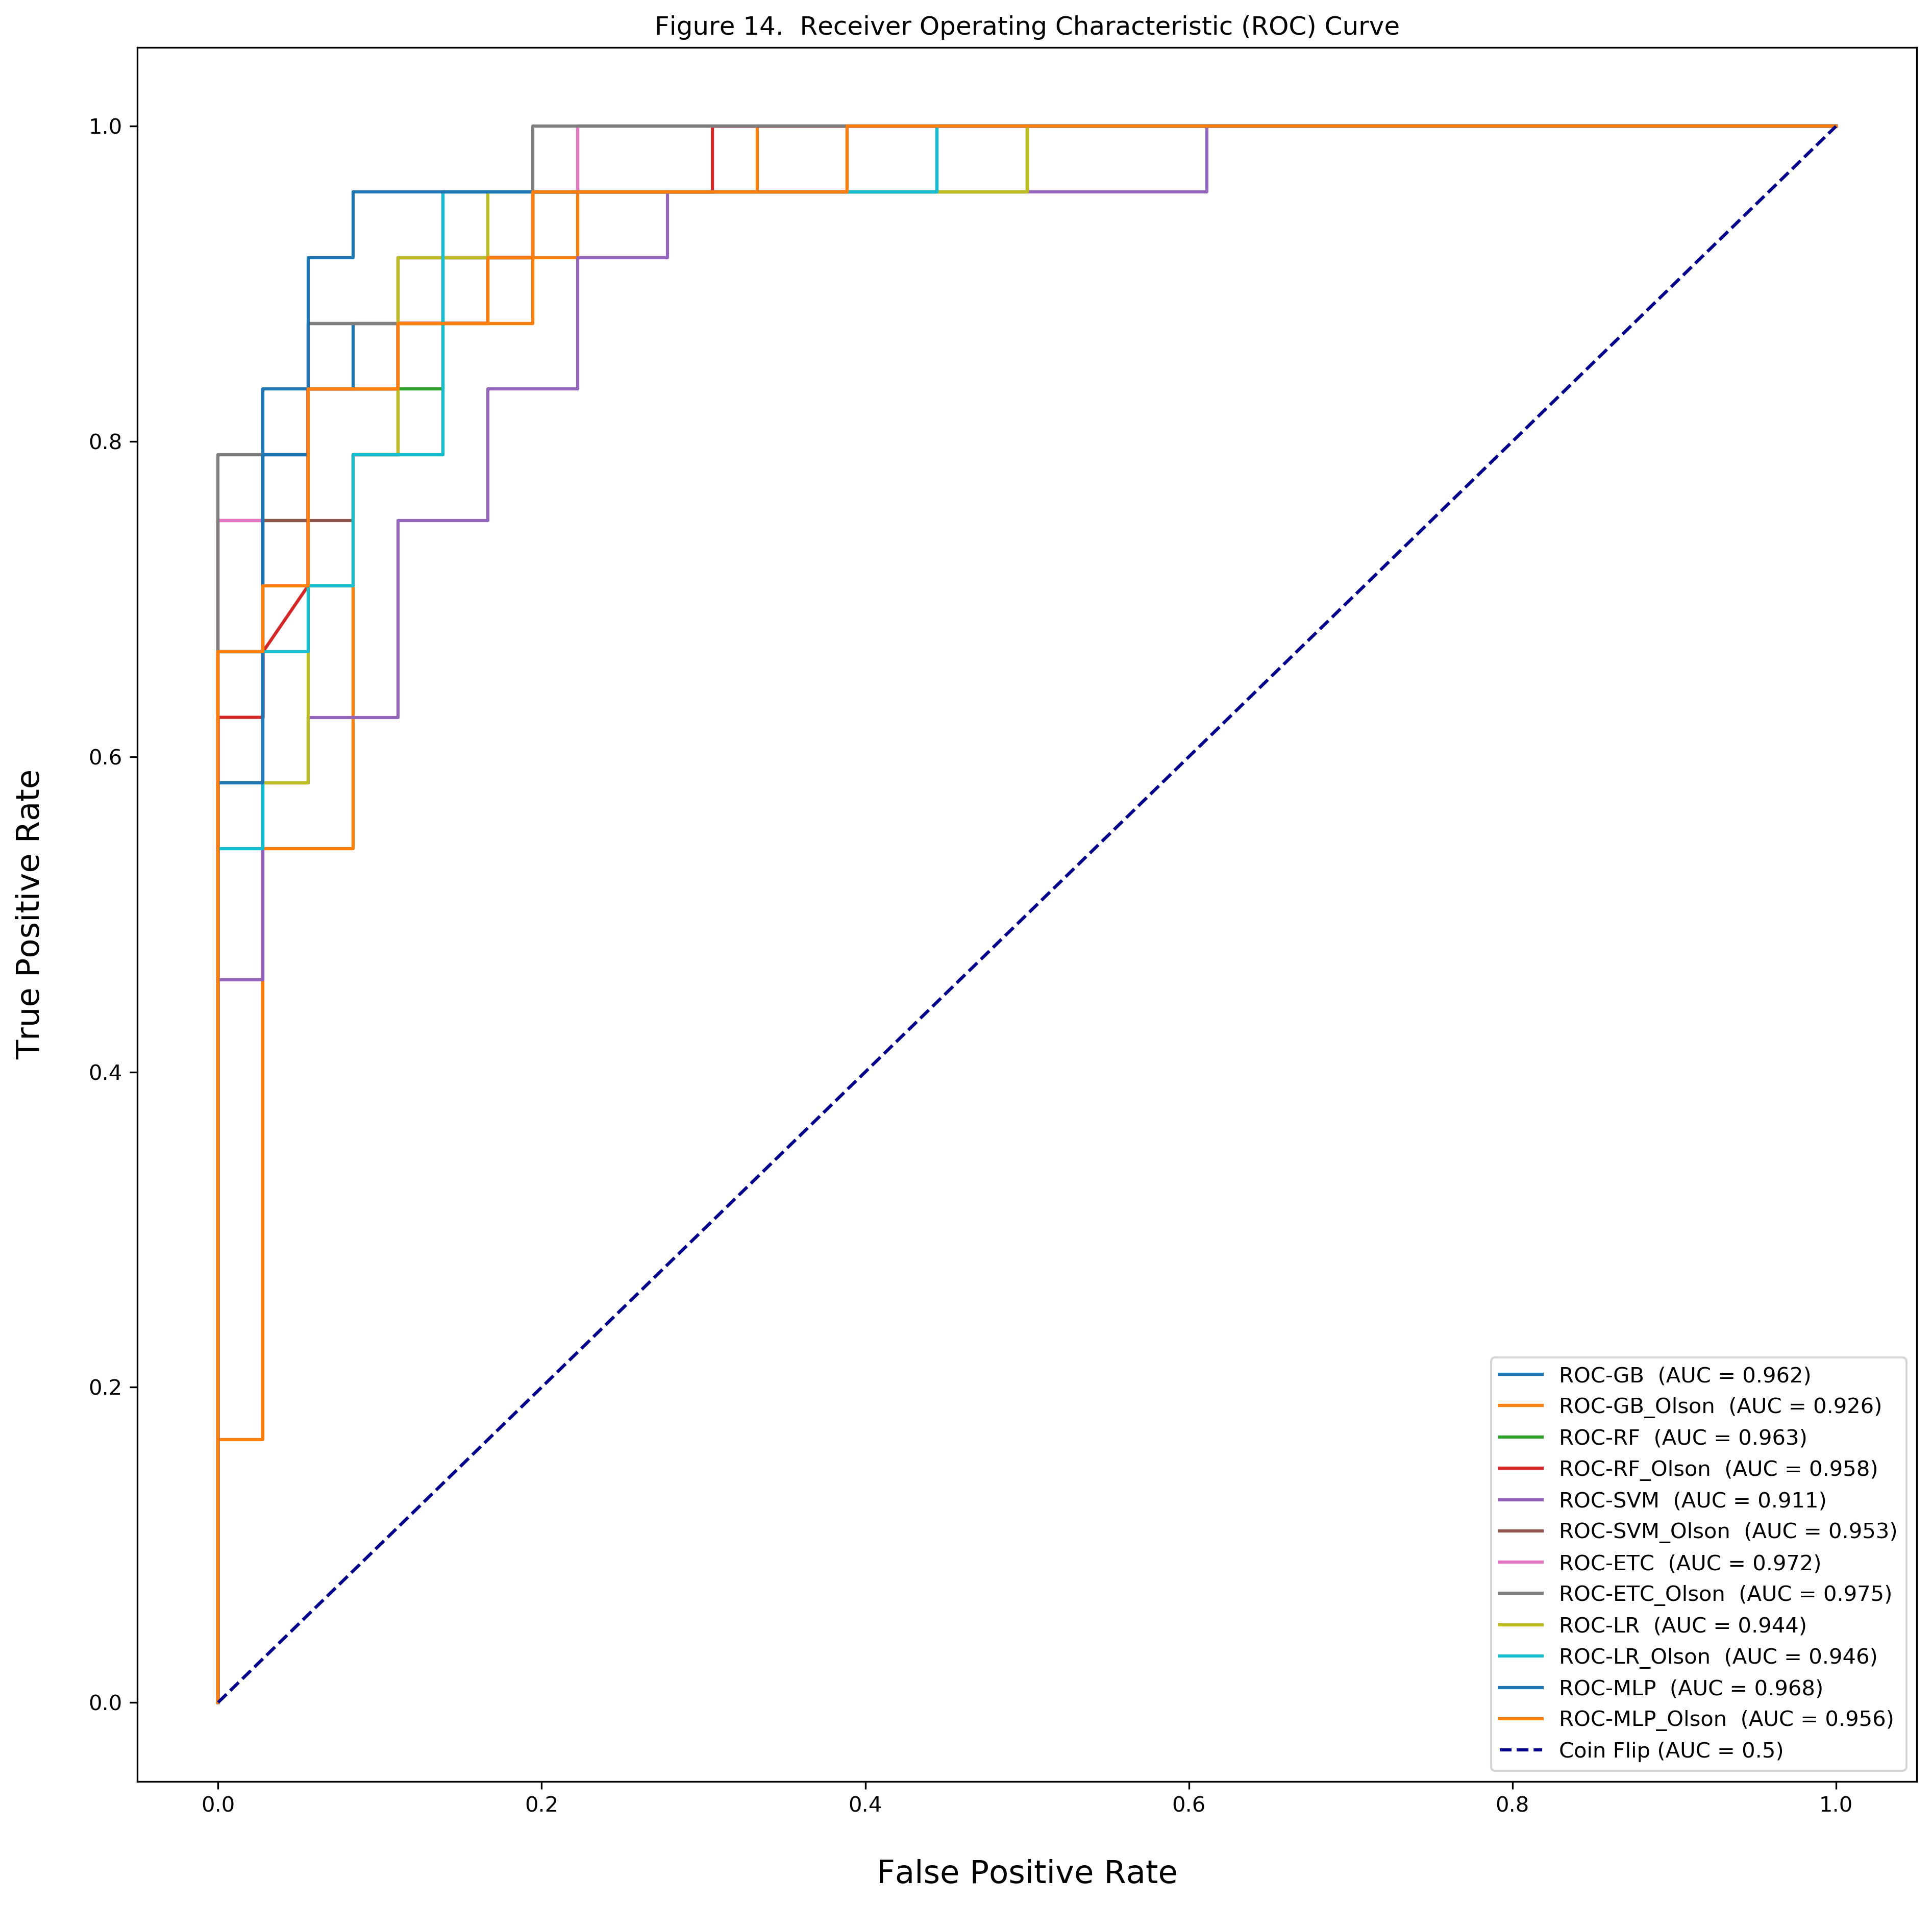 Figure 14.  Receiver Operating Characteristic (ROC) Curve
True Positive Rate
1.0
0.8
0.6
0.4
0.2
0.0
0.0 0.2 0.4 0.6 0.8 1.0
False Positive Rate
ROC-GB  (AUC = 0.962)
ROC-GB_Olson  (AUC = 0.926)
ROC-RF  (AUC = 0.963)
ROC-RF_Olson  (AUC = 0.958)
ROC-SVM  (AUC = 0.911)
ROC-SVM_Olson  (AUC = 0.953)
ROC-ETC  (AUC = 0.972)
ROC-ETC_Olson  (AUC = 0.975)
ROC-LR  (AUC = 0.944)
ROC-LR_Olson  (AUC = 0.946)
ROC-MLP  (AUC = 0.968)
ROC-MLP_Olson  (AUC = 0.956)
Coin Flip (AUC = 0.5)